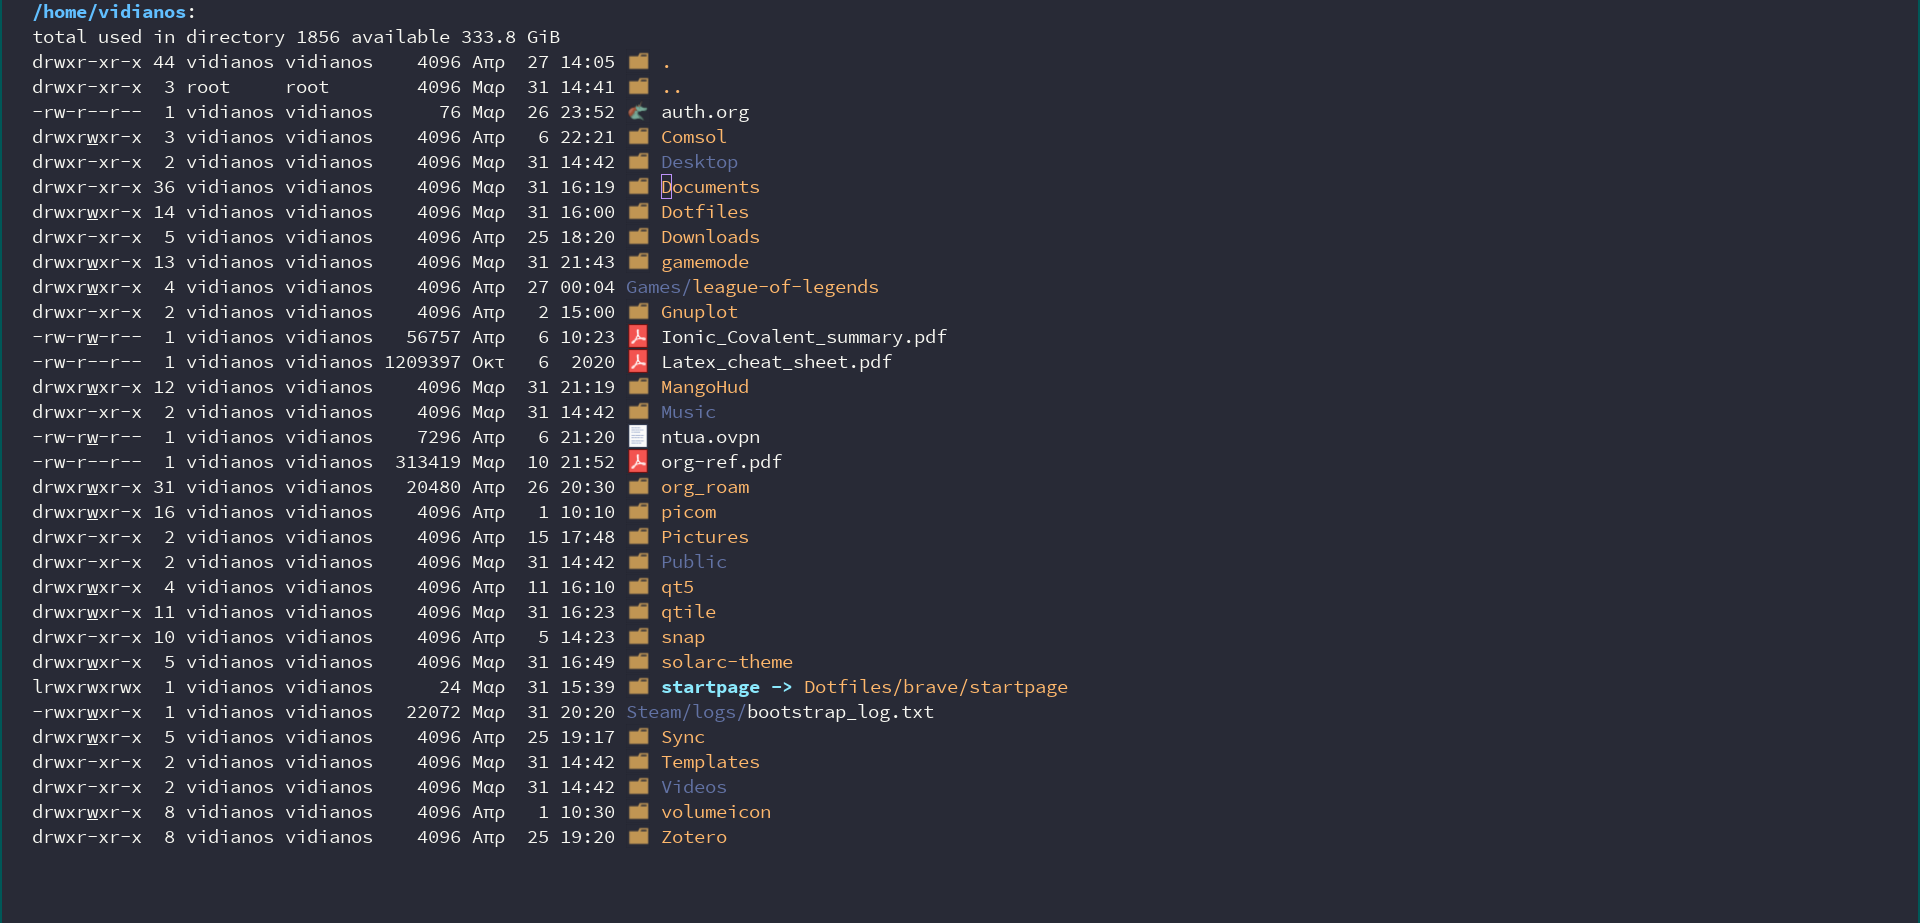 /home/vidianos:
total used in directory 1856 available 333.8 GiB
drwxr-xr-x 44 vidianos vidianos    4096 Απρ  27 14:05 .
drwxr-xr-x  3 root     root        4096 Μαρ  31 14:41 ..
-rw-r--r--  1 vidianos vidianos      76 Μαρ  26 23:52 auth.org
drwxrwxr-x  3 vidianos vidianos    4096 Απρ   6 22:21 Comsol
drwxr-xr-x  2 vidianos vidianos    4096 Μαρ  31 14:42 Desktop
drwxr-xr-x 36 vidianos vidianos    4096 Μαρ  31 16:19 Documents
drwxrwxr-x 14 vidianos vidianos    4096 Μαρ  31 16:00 Dotfiles
drwxr-xr-x  5 vidianos vidianos    4096 Απρ  25 18:20 Downloads
drwxrwxr-x 13 vidianos vidianos    4096 Μαρ  31 21:43 gamemode
drwxrwxr-x  4 vidianos vidianos    4096 Απρ  27 00:04 Games/league-of-legends
drwxr-xr-x  2 vidianos vidianos    4096 Απρ   2 15:00 Gnuplot
-rw-rw-r--  1 vidianos vidianos   56757 Απρ   6 10:23 Ionic_Covalent_summary.pdf
-rw-r--r--  1 vidianos vidianos 1209397 Οκτ   6  2020 Latex_cheat_sheet.pdf
drwxrwxr-x 12 vidianos vidianos    4096 Μαρ  31 21:19 MangoHud
drwxr-xr-x  2 vidianos vidianos    4096 Μαρ  31 14:42 Music
-rw-rw-r--  1 vidianos vidianos    7296 Απρ   6 21:20 ntua.ovpn
-rw-r--r--  1 vidianos vidianos  313419 Μαρ  10 21:52 org-ref.pdf
drwxrwxr-x 31 vidianos vidianos   20480 Απρ  26 20:30 org_roam
drwxrwxr-x 16 vidianos vidianos    4096 Απρ   1 10:10 picom
drwxr-xr-x  2 vidianos vidianos    4096 Απρ  15 17:48 Pictures
drwxr-xr-x  2 vidianos vidianos    4096 Μαρ  31 14:42 Public
drwxrwxr-x  4 vidianos vidianos    4096 Απρ  11 16:10 qt5
drwxrwxr-x 11 vidianos vidianos    4096 Μαρ  31 16:23 qtile
drwxr-xr-x 10 vidianos vidianos    4096 Απρ   5 14:23 snap
drwxrwxr-x  5 vidianos vidianos    4096 Μαρ  31 16:49 solarc-theme
lrwxrwxrwx  1 vidianos vidianos      24 Μαρ  31 15:39 startpage -> Dotfiles/brave/startpage
-rwxrwxr-x  1 vidianos vidianos   22072 Μαρ  31 20:20 Steam/logs/bootstrap_log.txt
drwxrwxr-x  5 vidianos vidianos    4096 Απρ  25 19:17 Sync
drwxr-xr-x  2 vidianos vidianos    4096 Μαρ  31 14:42 Templates
drwxr-xr-x  2 vidianos vidianos    4096 Μαρ  31 14:42 Videos
drwxrwxr-x  8 vidianos vidianos    4096 Απρ   1 10:30 volumeicon
drwxr-xr-x  8 vidianos vidianos    4096 Απρ  25 19:20 Zotero